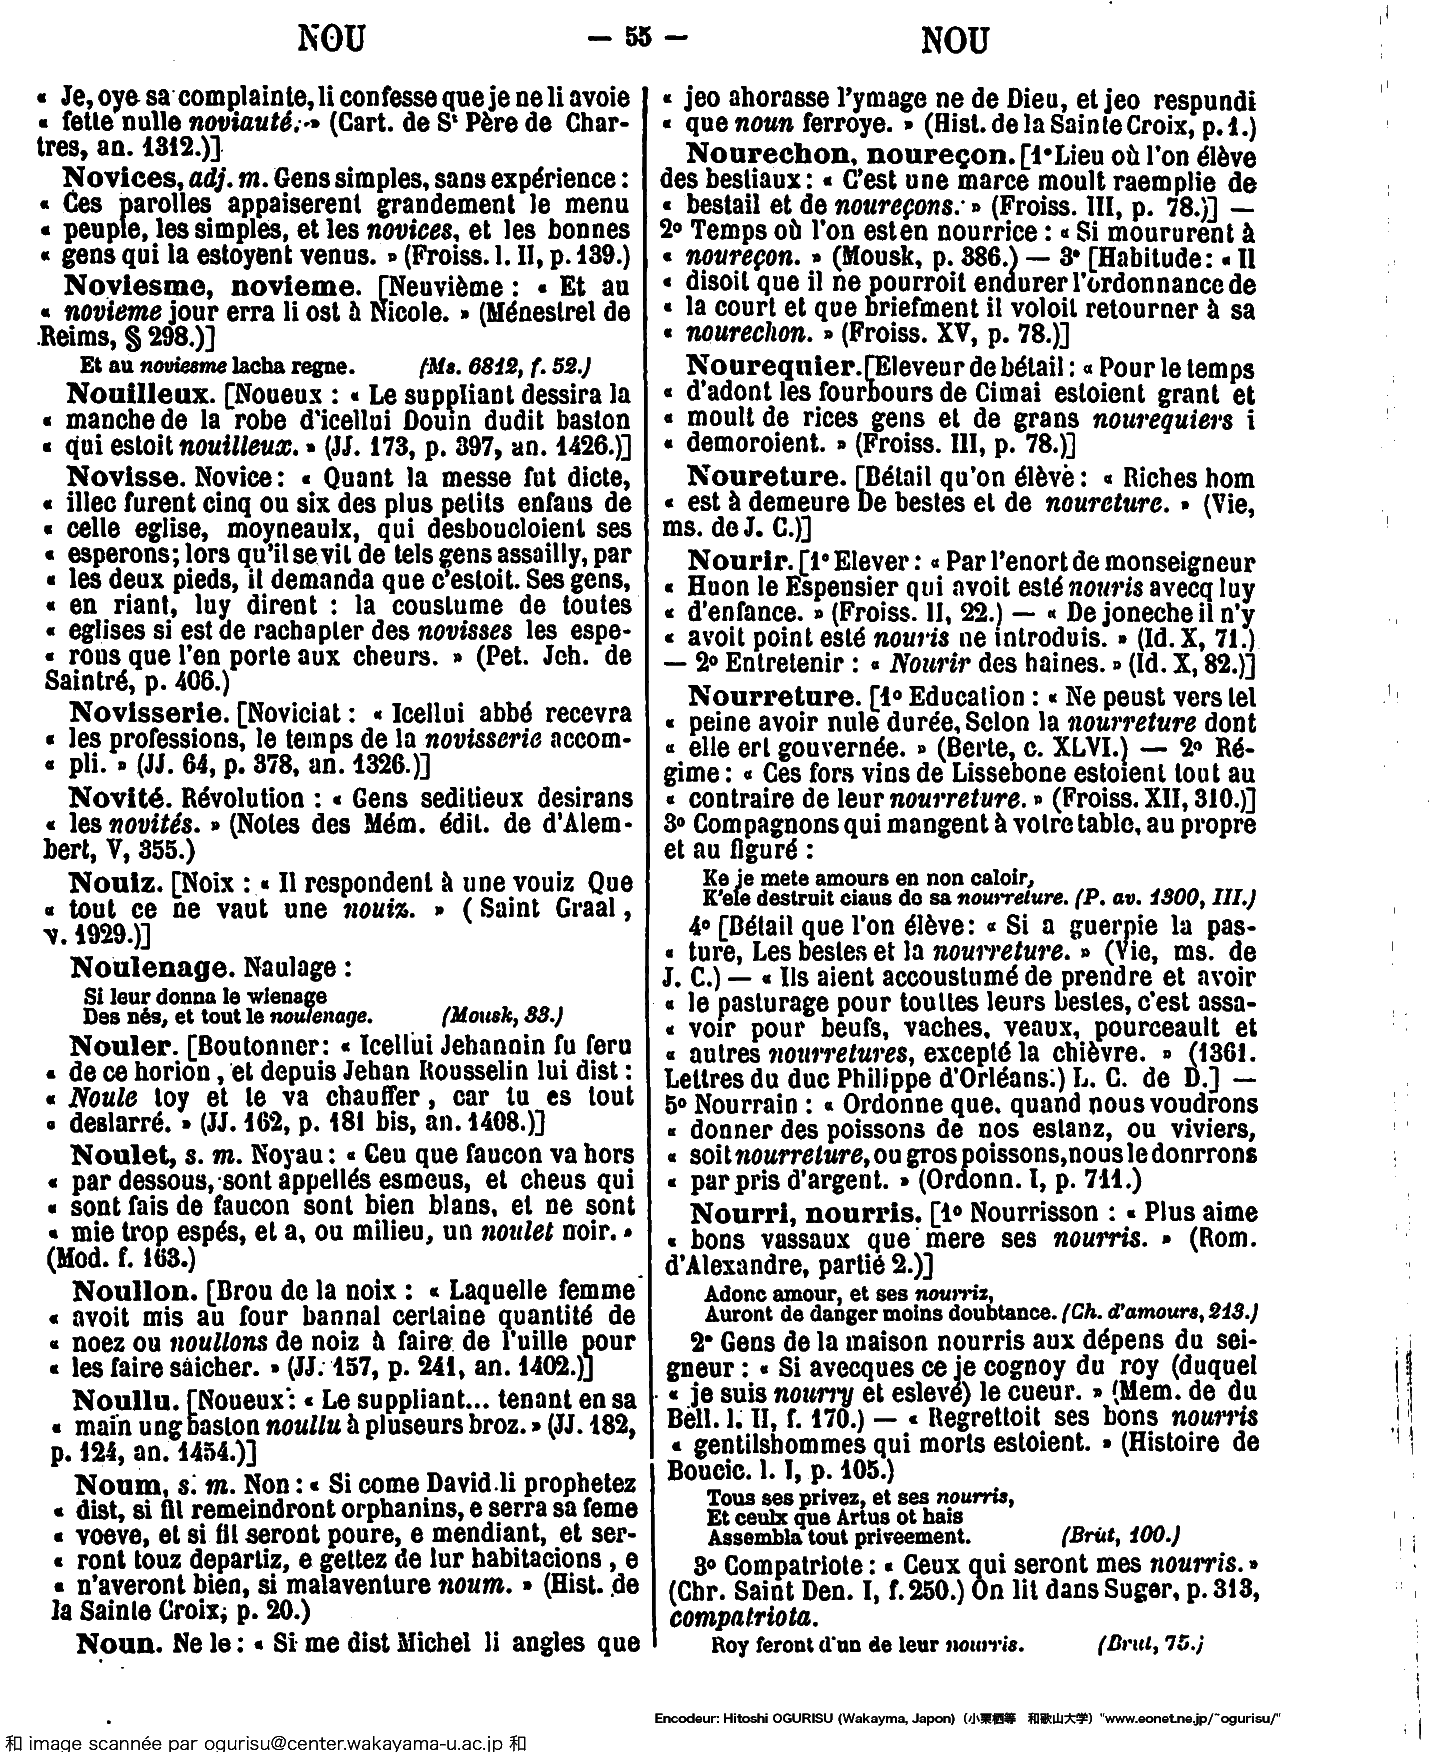 NOU — 55 — NOU
« Je, oye sa complainte, li confesse que je ne li avoie
« fette nulle noviauté. » (Cart. de St Père de Char-
tres, an. 1312.)]
Novices, adj. m. Gens simples, sans expérience :
« Ces parolles appaiserent grandement le menu
« peuple, les simples, et les novices, et les bonnes
« gens qui la estoyent venus. » (Froiss. l. II, p. 139.)
Noviesme, novieme. [Neuvième : « Et au
« novieme jour erra li ost à Nicole. » (Ménestrel de
Reims, § 298.)]
Et au noviesme lacha regne. (Ms. 6812, f. 52.)
Nouilleux. [Noueux : « Le suppliant dessira la
« manche de la robe d'icellui Douin dudit baston
« qui estoit nouilleux. » (JJ. 173, p. 397, an. 1426.)]
Novisse. Novice : « Quant la messe fut dicte,
« illec furent cinq ou six des plus petits enfans de
« celle eglise, moyneaulx, qui desboucloient ses
« esperons; lors qu'il se vit de tels gens assailly, par
« les deux pieds, il demanda que c'estoit. Ses gens,
« en riant, luy dirent : la coustume de toutes
« eglises si est de rachapter des novisses les espe-
« rons que l'en porte aux cheurs. » (Pet. Jeh. de
Saintré, p. 406.)
Novisserie. [Noviciat : « Icellui abbé recevra
« les professions, le temps de la novisserie accom-
« pli. » (JJ. 64, p. 378, an. 1326.)]
Novité. Révolution : « Gens seditieux desirans
« les novités. » (Notes des Mém. édit. de d'Alem-
bert, V, 355.)
Nouiz. [Noix : « Il respondent à une vouiz Que
« tout ce ne vaut une nouiz. » (Saint Graal,
v. 1929.)]
Noulenage. Naulage :
Si leur donna le wienage
Des nés, et tout le noulenage. (Mousk, 33.)
Nouler. [Boutonner : « Icellui Jehannin fu feru
« de ce horion, et depuis Jehan Rousselin lui dist :
« Noule toy et te va chauffer, car tu es tout
« deslarré. » (JJ. 162, p. 181 bis, an. 1408.)]
Noulet, s. m. Noyau : « Ceu que faucon va hors
« par dessous, sont appellés esmeus, et cheus qui
« sont fais de faucon sont bien blans, et ne sont
« mie trop espés, et a, ou milieu, un noulet noir. »
(Mod. f. 163.)
Noullon. [Brou de la noix : « Laquelle femme
« avoit mis au four bannal certaine quantité de
« noez ou noullons de noiz à faire de l'uille pour
« les faire saicher. » (JJ. 157, p. 241, an. 1402.)]
Noullu. [Noueux : « Le suppliant... tenant en sa
« main ung baston noullu à pluseurs broz. » (JJ. 182,
p. 124, an. 1454.)]
Noum, s. m. Non : « Si come David li prophetez
« dist, si fil remeindront orphanins, e serra sa feme
« voeve, et si fil seront poure, e mendiant, et ser-
« ront touz departiz, e gettez de lur habitacions, e
« n'averont bien, si malaventure noum. » (Hist. de
la Sainte Croix, p. 20.)
Noun. Ne le : « Si me dist Michel li angles que
« jeo ahorasse l'ymage ne de Dieu, et jeo respundi
« que noun ferroye. » (Hist. de la Sainte Croix, p. 1.)
Nourechon, noureçon. [1° Lieu où l'on élève
des bestiaux : « C'est une marce moult raemplie de
« bestail et de noureçons. » (Froiss. III, p. 78.)] —
2° Temps où l'on est en nourrice : « Si moururent à
« noureçon. » (Mousk, p. 386.) — 3° [Habitude : « Il
« disoit que il ne pourroit endurer l'ordonnance de
« la court et que briefment il voloit retourner à sa
« nourechon. » (Froiss. XV, p. 78.)]
Nourequier. [Eleveur de bétail : « Pour le temps
« d'adont les fourbours de Cimai estoient grant et
« moult de rices gens et de grans nourequiers i
« demoroient. » (Froiss. III, p. 78.)]
Noureture. [Bétail qu'on élève : « Riches hom
« est à demeure De bestes et de noureture. » (Vie,
ms. de J. C.)]
Nourir. [1° Elever : « Par l'enort de monseigneur
« Huon le Espensier qui avoit esté nouris avecq luy
« d'enfance. » (Froiss. II, 22.) — « De joneche il n'y
« avoit point esté nouris ne introduis. » (Id. X, 71.)
— 2° Entretenir : « Nourir des haines. » (Id. X, 82.)]
Nourreture. [1° Education : « Ne peust vers tel
« peine avoir nule durée, Selon la nourreture dont
« elle ert gouvernée. » (Berte, c. XLVI.) — 2° Ré-
gime : « Ces fors vins de Lissebone estoient tout au
« contraire de leur nourreture. » (Froiss. XII, 310.)]
3° Compagnons qui mangent à votre table, au propre
et au figuré :
Ke je mete amours en non caloir,
K'ele destruit ciaus de sa nourreture. (P. av. 1300, III.)
4° [Bétail que l'on élève : « Si a guerpie la pas-
« ture, Les bestes et la nourreture. » (Vie, ms. de
J. C.) — « Ils aient accoustumé de prendre et avoir
« le pasturage pour touttes leurs bestes, c'est assa-
« voir pour beufs, vaches, veaux, pourceault et
« autres nourretures, excepté la chièvre. » (1361.
Lettres du duc Philippe d'Orléans.) L. C. de D.] —
5° Nourrain : « Ordonne que, quand nous voudrons
« donner des poissons de nos estanz, ou viviers,
« soit nourreture, ou gros poissons, nous le donrrons
« par pris d'argent. » (Ordonn. I, p. 711.)
Nourri, nourris. [1° Nourrisson : « Plus aime
« bons vassaux que mere ses nourris. » (Rom.
d'Alexandre, partié 2.)]
Adonc amour, et ses nourriz,
Auront de danger moins doubtance. (Ch. d'amours, 213.)
2° Gens de la maison nourris aux dépens du sei-
gneur : « Si avecques ce je cognoy du roy (duquel
« je suis nourry et eslevé) le cueur. » (Mem. de du
Bell. l. II, f. 170.) — « Regrettoit ses bons nourris
« gentilshommes qui morts estoient. » (Histoire de
Boucic. l. I, p. 105.)
Tous ses privez, et ses nourris,
Et ceulx que Artus ot hais
Assembla tout priveement. (Brut, 100.)
3° Compatriote : « Ceux qui seront mes nourris. »
(Chr. Saint Den. I, f. 250.) On lit dans Suger, p. 313,
compatriota.
Roy feront d'un de leur nourris. (Brut, 75.)
Encodeur: Hitoshi OGURISU (Wakayma, Japon) (小栗栖等 和歌山大学) "www.eonet.ne.jp/~ogurisu/"
和 image scannée par ogurisu@center.wakayama-u.ac.jp 和